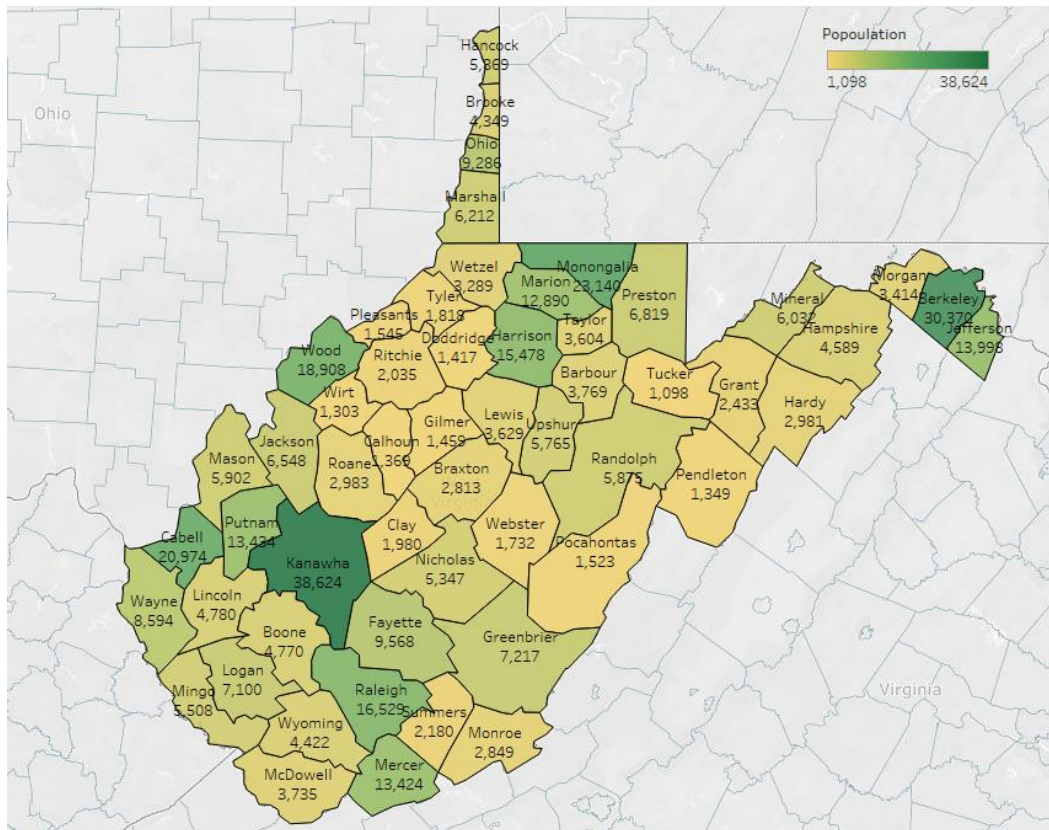 Popoulation
1,098
38,624
Ohio
Hancock
5,869
Brooke
4,349
Ohio
9,286
Marshall
6,212
Wetzel
3,289
Monongalia
23,140
Marion
12,890
Preston
6,819
Tyler
1,818
Pleasants
1,545
Doddridge
1,417
Harrison
15,478
Taylor
3,604
Mineral
6,032
Hampshire
4,589
Morgan
3,414
Berkeley
30,370
Jefferson
13,998
Wood
18,908
Ritchie
2,035
Wirt
1,303
Barbour
3,769
Tucker
1,098
Grant
2,433
Hardy
2,981
Gilmer
1,459
Lewis
3,629
Upshur
5,765
Calhoun
1,369
Jackson
6,548
Roane
2,983
Mason
5,902
Braxton
2,813
Randolph
5,875
Pendleton
1,349
Putnam
13,434
Cabell
20,974
Kanawha
38,624
Clay
1,980
Webster
1,732
Pocahontas
1,523
Nicholas
5,347
Wayne
8,594
Lincoln
4,780
Boone
4,770
Fayette
9,568
Greenbrier
7,217
Logan
7,100
Mingo
5,508
Raleigh
16,529
Summers
2,180
Wyoming
4,422
Monroe
2,849
McDowell
3,735
Mercer
13,424
Virginia